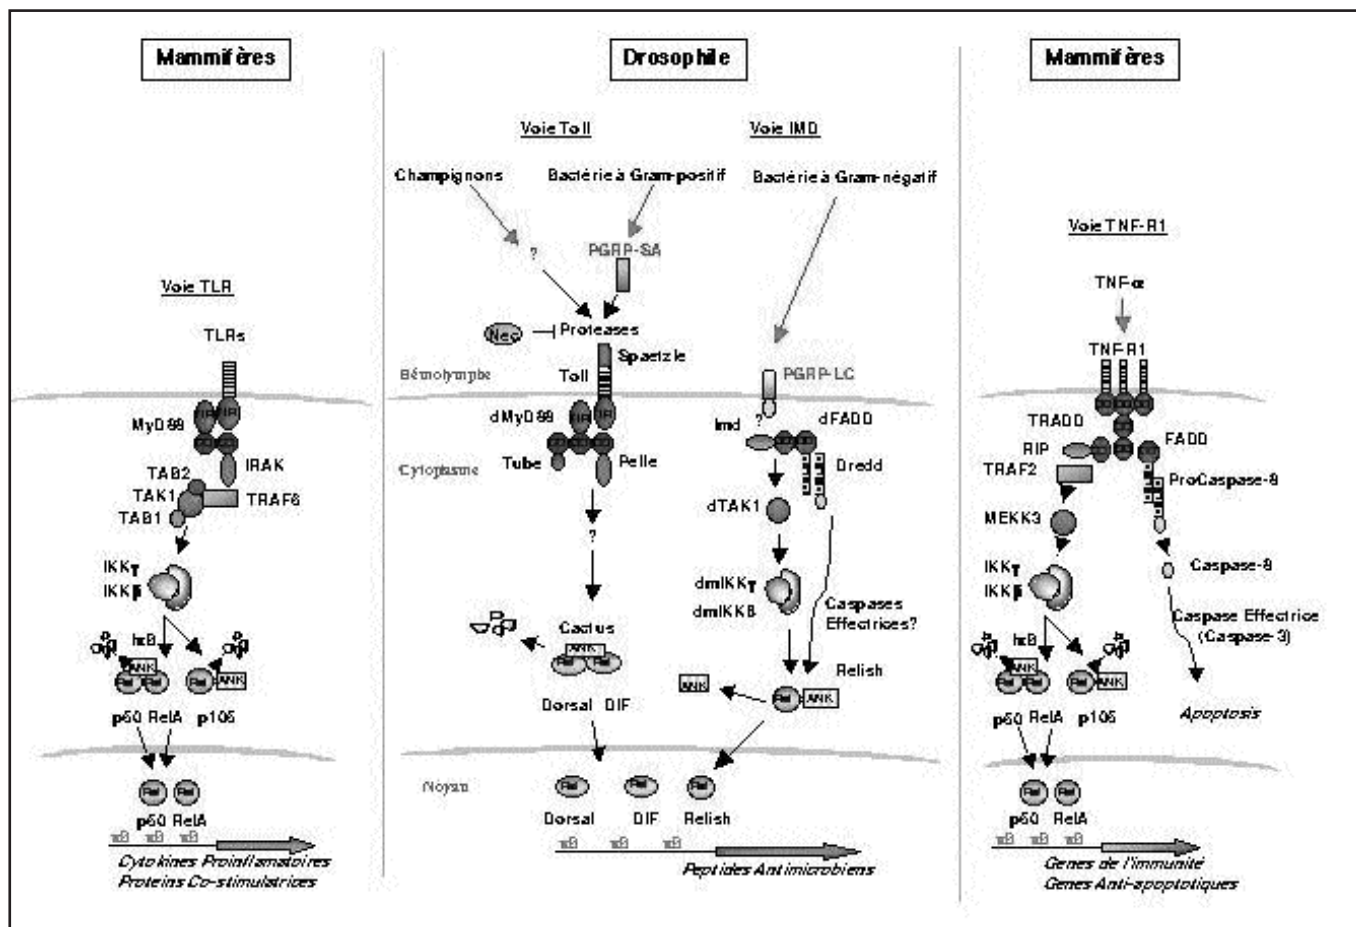 Mammifères
Voie TLR
TLRs
TIR
TIR
MyD88
IRAK
TAB2
TAK1
TRAF6
TAB1
IKKγ
IKKβ
IκB
ANK
Rel
Rel
ANK
p50 RelA p105
Rel
Rel
p50 RelA
κB κB κB
Cytokines Proinflamatoires
Proteins Co-stimulatrices
Drosophile
Voie Toll
Voie IMD
Champignons
Bactérie à Gram-positif
Bactérie à Gram-négatif
?
PGRP-SA
Nec
Proteases
Spaetzle
Toll
Hémolymphe
PGRP-LC
dMyD88
TIR
TIR
Imd
?
dFADD
Cytoplasme
Tube
Pelle
Dredd
dTAK1
?
dmIKKγ
dmIKKβ
Caspases
Effectrices?
Cactus
ANK
Relish
ANK
Rel
ANK
Dorsal DIF
Noyau
Rel
Rel
Rel
Dorsal DIF Relish
κB κB κB
Peptides Antimicrobiens
Mammifères
Voie TNF-R1
TNF-α
TNF-R1
TRADD
RIP
FADD
TRAF2
ProCaspase-8
MEKK3
IKKγ
IKKβ
Caspase-8
Caspase Effectrice
(Caspase-3)
IκB
ANK
Rel
Rel
ANK
p50 RelA p105
Apoptosis
Rel
Rel
p50 RelA
κB κB κB
Genes de l'immunité
Genes Anti-apoptotiques